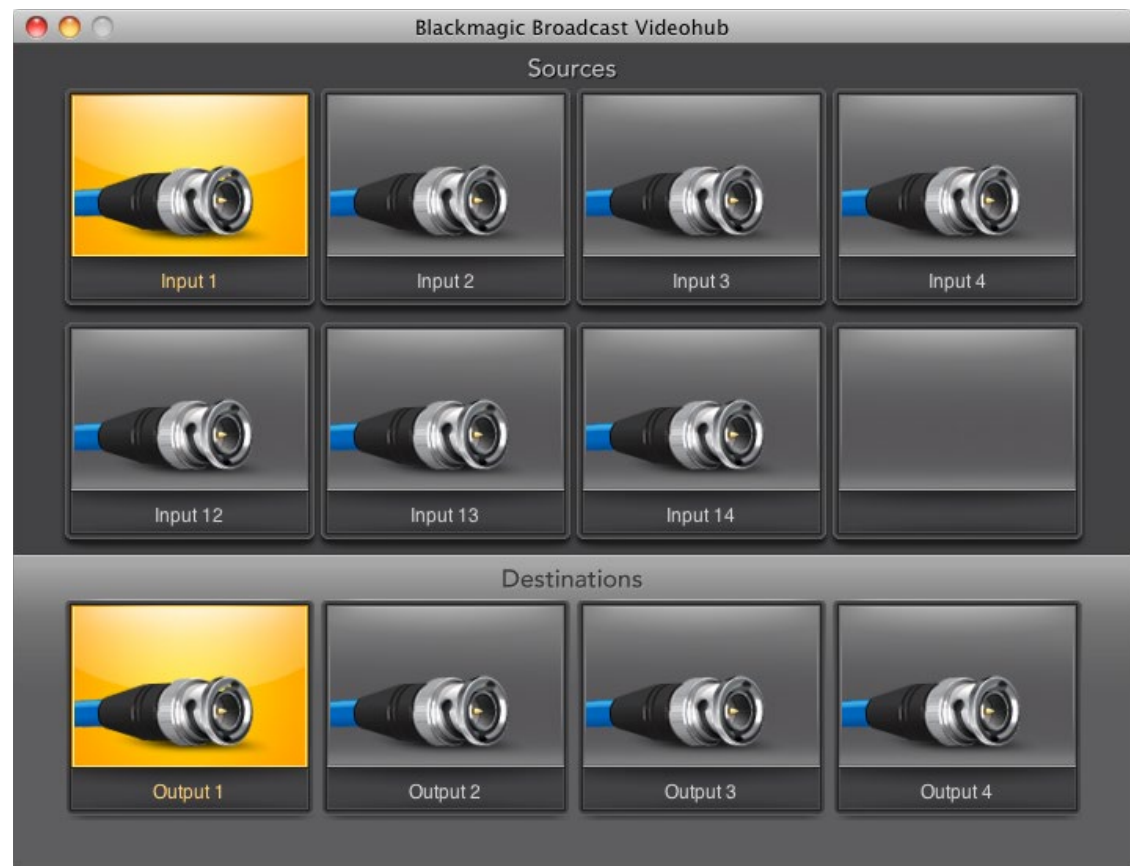 Blackmagic Broadcast Videohub
Sources
Input 1
Input 2
Input 3
Input 4
Input 12
Input 13
Input 14
Destinations
Output 1
Output 2
Output 3
Output 4